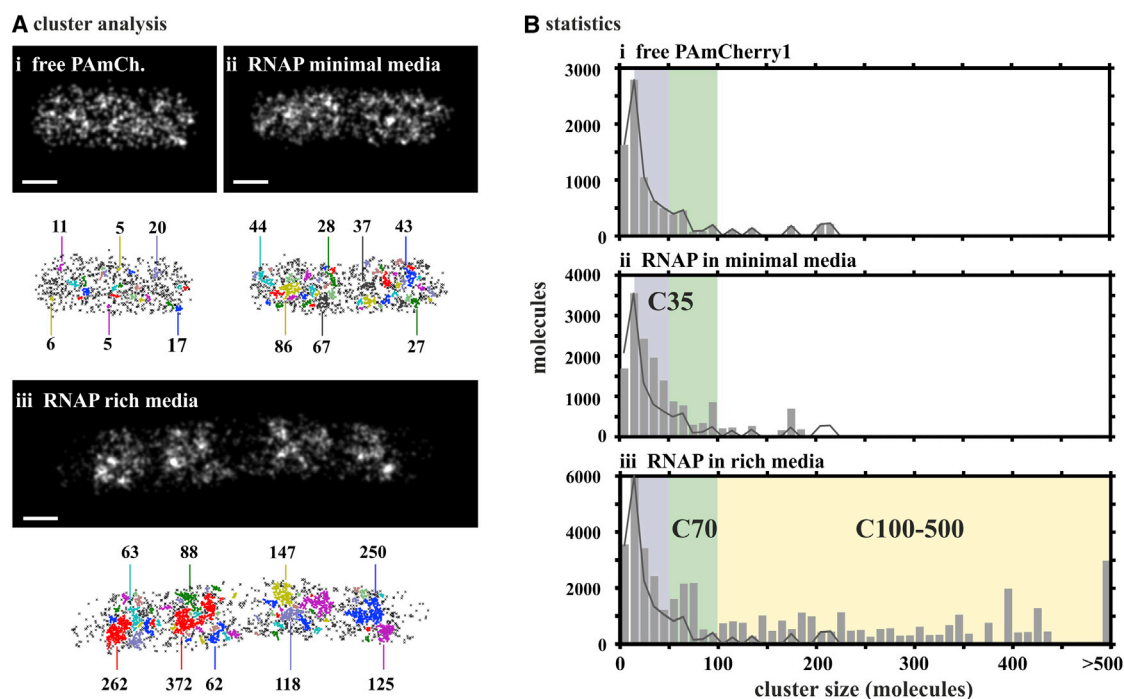 A cluster analysis
i free PAmCh.
ii RNAP minimal media
11 5 20
6 5 17
44 28 37 43
86 67 27
iii RNAP rich media
63 88 147 250
262 372 62 118 125
B statistics
i free PAmCherry1
3000
2000
1000
0
ii RNAP in minimal media
4000
C35
3000
2000
1000
0
iii RNAP in rich media
6000
C70 C100-500
4000
2000
0
molecules
0 100 200 300 400 >500
cluster size (molecules)